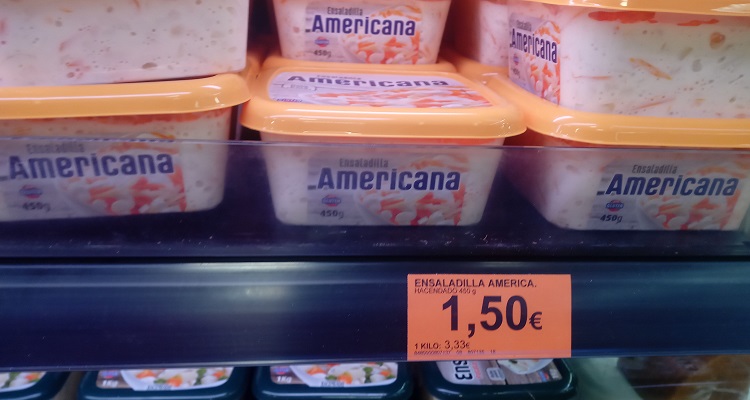 Americana
450g
Americana
Ensaladilla
Americana
450g
Ensaladilla
Americana
450g
Ensaladilla
Americana
450g
ENSALADILLA AMERICA.
HACENDADO 450 g
1,50€
1 KILO: 3,33€